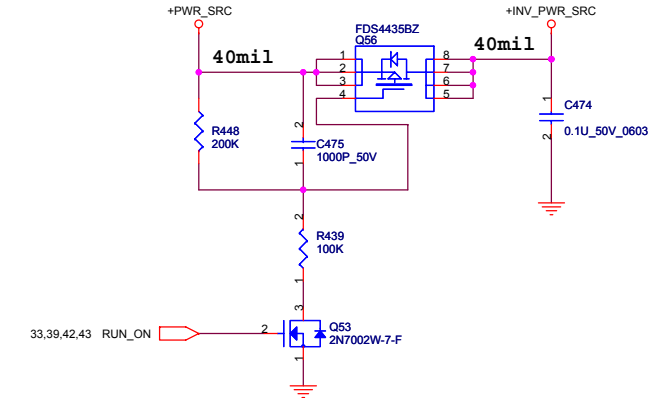 +PWR_SRC
+INV_PWR_SRC
FDS4435BZ
Q56
40mil
40mil
1
2
3
4
8
7
6
5
R448
200K
2
C475
1000P_50V
1
1
C474
0.1U_50V_0603
2
2
R439
100K
1
3
33,39,42,43 RUN_ON
2
Q53
2N7002W-7-F
1